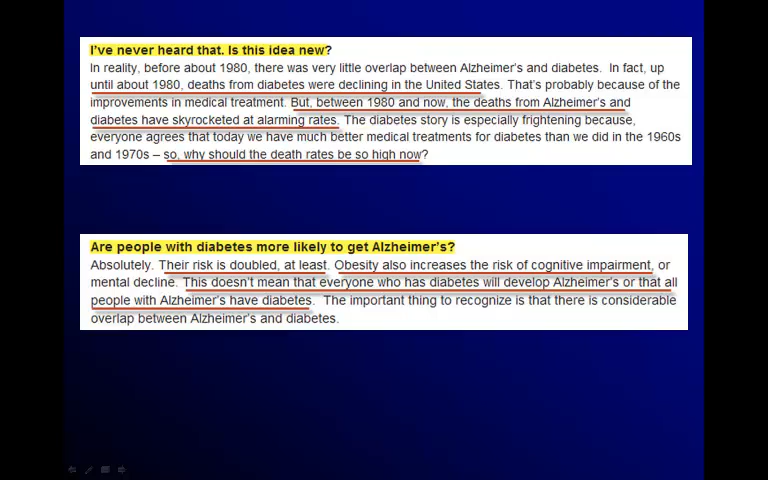 I've never heard that. Is this idea new?
In reality, before about 1980, there was very little overlap between Alzheimer's and diabetes. In fact, up
until about 1980, deaths from diabetes were declining in the United States. That's probably because of the
improvements in medical treatment. But, between 1980 and now, the deaths from Alzheimer's and
diabetes have skyrocketed at alarming rates. The diabetes story is especially frightening because,
everyone agrees that today we have much better medical treatments for diabetes than we did in the 1960s
and 1970s – so, why should the death rates be so high now?
Are people with diabetes more likely to get Alzheimer's?
Absolutely. Their risk is doubled, at least. Obesity also increases the risk of cognitive impairment, or
mental decline. This doesn't mean that everyone who has diabetes will develop Alzheimer's or that all
people with Alzheimer's have diabetes. The important thing to recognize is that there is considerable
overlap between Alzheimer's and diabetes.